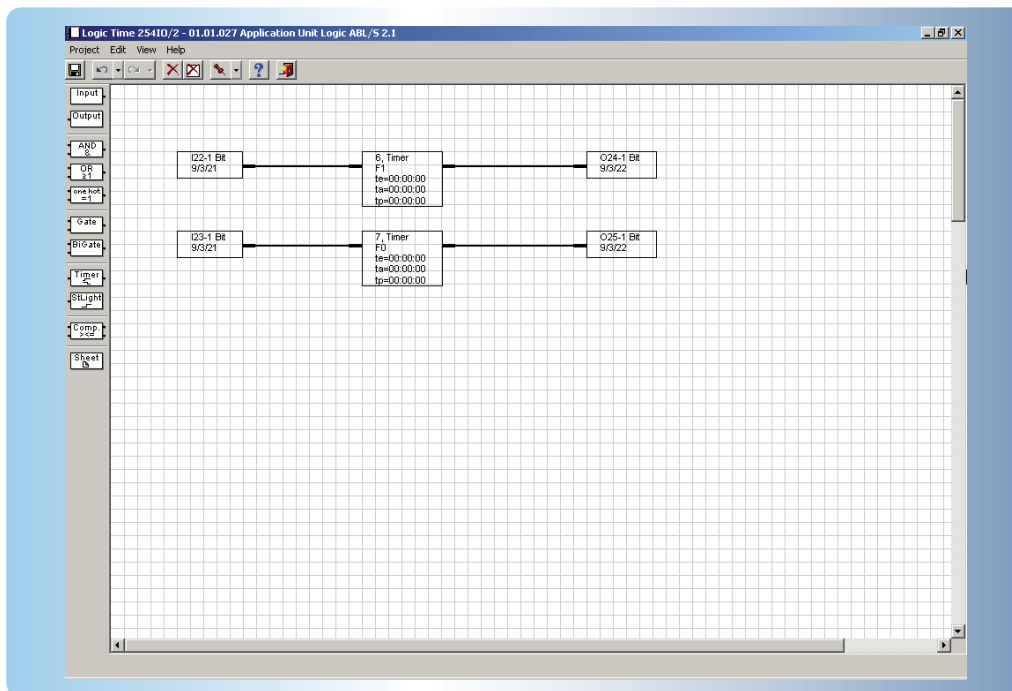 Logic Time 254IO/2 - 01.01.027 Application Unit Logic ABL/S 2.1
Project Edit View Help
Input
Output
AND
&
OR
≥1
one hot
=1
Gate
BiGate
Timer
StLight
Comp.
><=
Sheet
I22-1 Bit
9/3/21
6, Timer
F1
te=00:00:00
ta=00:00:00
tp=00:00:00
O24-1 Bit
9/3/22
I23-1 Bit
9/3/21
7, Timer
F0
te=00:00:00
ta=00:00:00
tp=00:00:00
O25-1 Bit
9/3/22